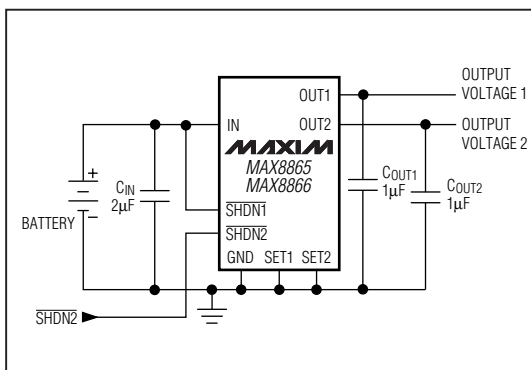 OUT1
OUTPUT
VOLTAGE 1
IN
OUT2
OUTPUT
VOLTAGE 2
MAXIM
MAX8865
MAX8866
+
CIN
2µF
COUT1
1µF
COUT2
1µF
–
BATTERY
SHDN1
SHDN2
GND SET1 SET2
SHDN2